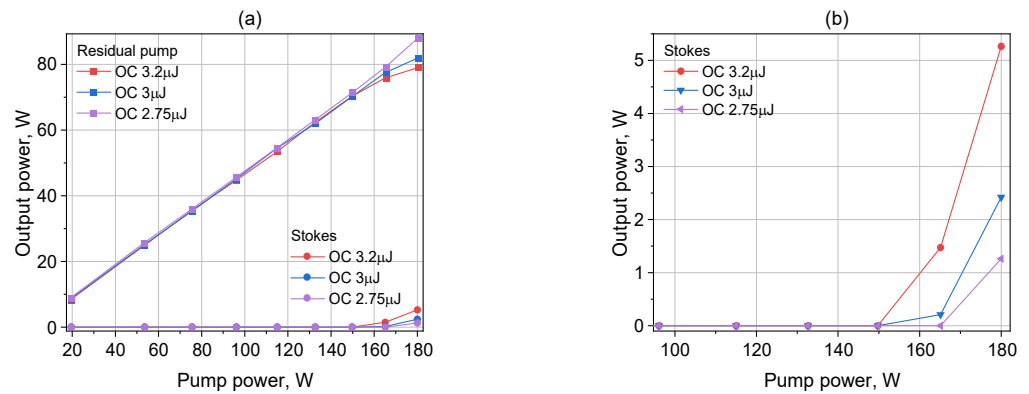 (a)
Output power, W
80
60
40
20
0
Residual pump
OC 3.2μJ
OC 3μJ
OC 2.75μJ
Stokes
OC 3.2μJ
OC 3μJ
OC 2.75μJ
20 40 60 80 100 120 140 160 180
Pump power, W
(b)
Output power, W
5
4
3
2
1
0
Stokes
OC 3.2μJ
OC 3μJ
OC 2.75μJ
100 120 140 160 180
Pump power, W